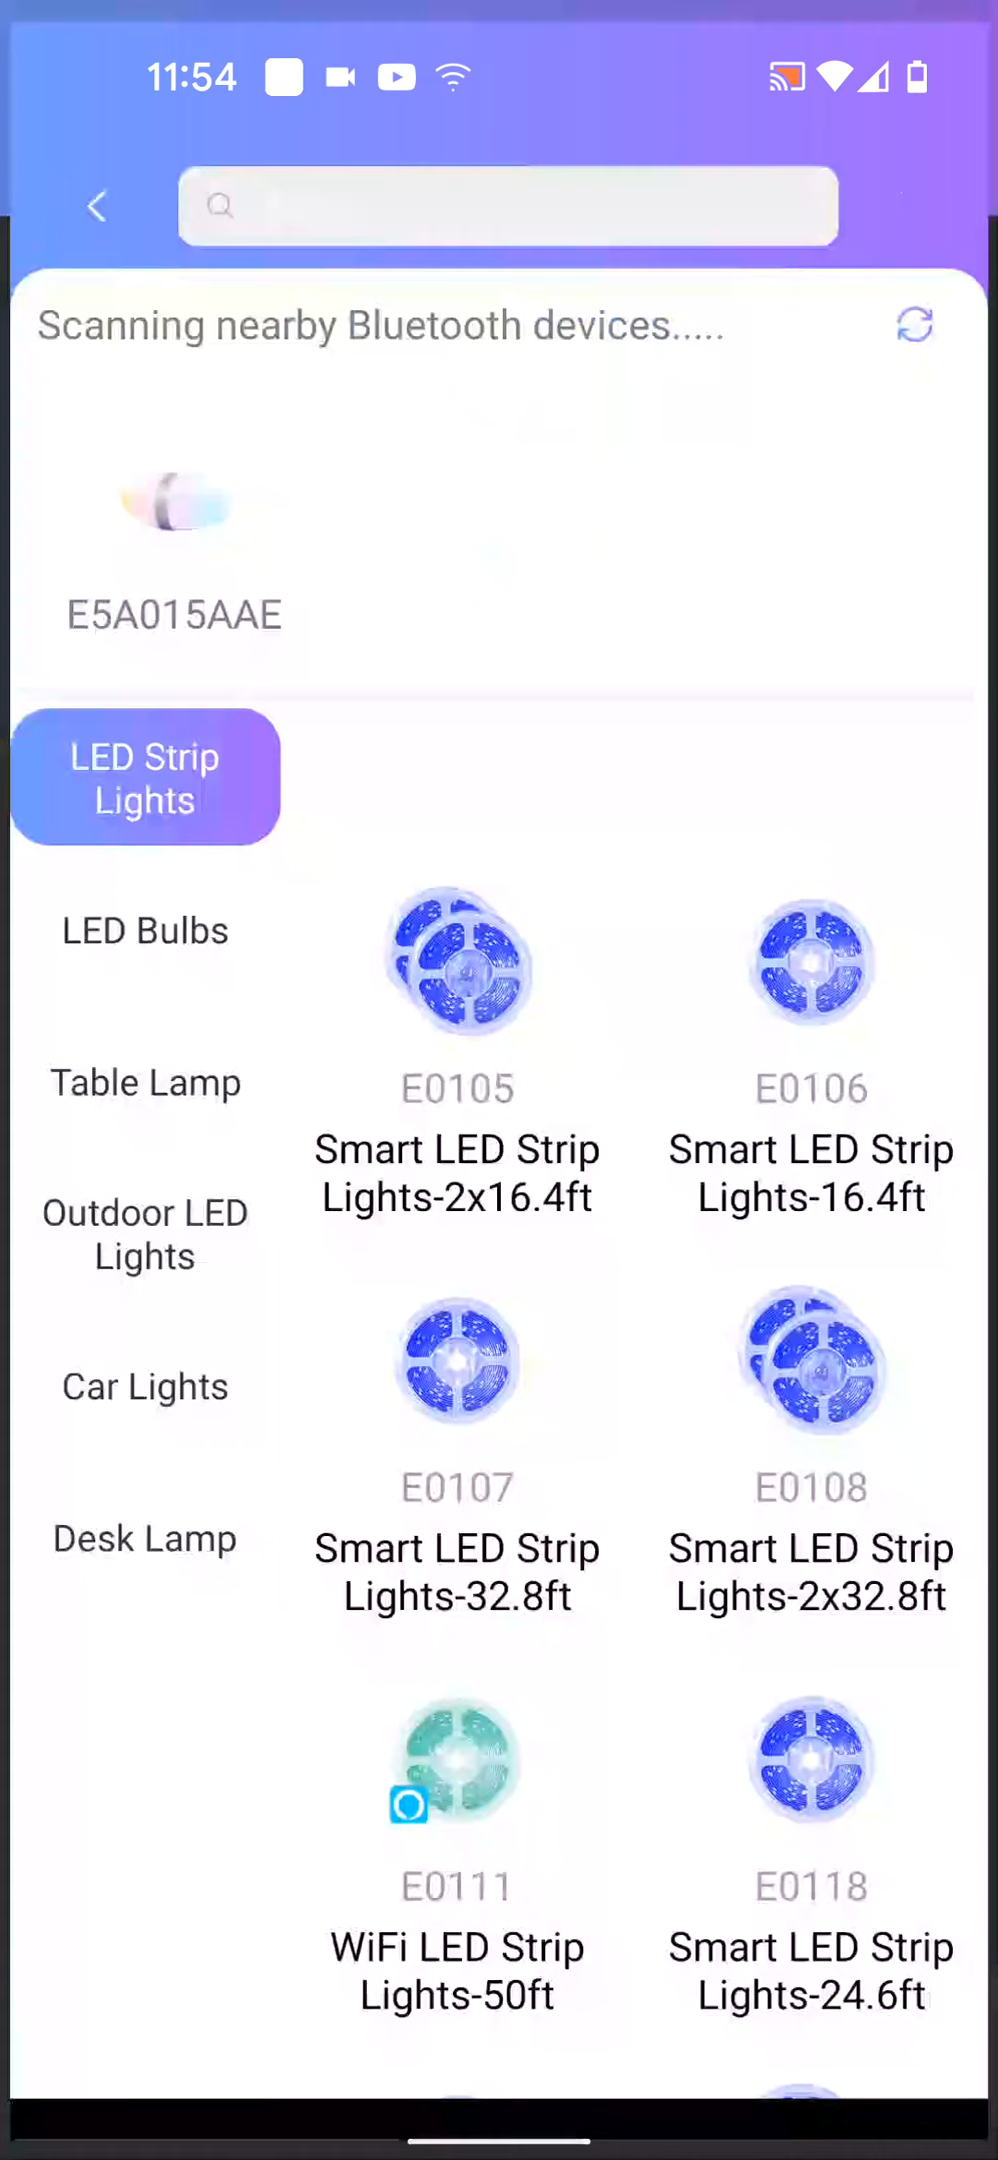 11:54
Scanning nearby Bluetooth devices.....
E5A015AAE
LED Strip
Lights
LED Bulbs
Table Lamp
Outdoor LED
Lights
Car Lights
Desk Lamp
E0105
Smart LED Strip
Lights-2x16.4ft
E0106
Smart LED Strip
Lights-16.4ft
E0107
Smart LED Strip
Lights-32.8ft
E0108
Smart LED Strip
Lights-2x32.8ft
E0111
WiFi LED Strip
Lights-50ft
E0118
Smart LED Strip
Lights-24.6ft